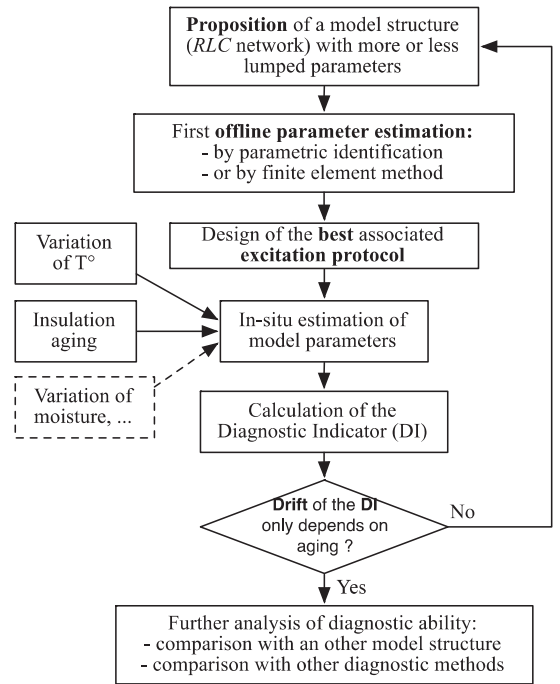 Proposition of a model structure
(RLC network) with more or less
lumped parameters
First offline parameter estimation:
- by parametric identification
- or by finite element method
Design of the best associated
excitation protocol
Variation
of T°
Insulation
aging
Variation of
moisture, ...
In-situ estimation of
model parameters
Calculation of the
Diagnostic Indicator (DI)
Drift of the DI
only depends on
aging ?
No
Yes
Further analysis of diagnostic ability:
- comparison with an other model structure
- comparison with other diagnostic methods